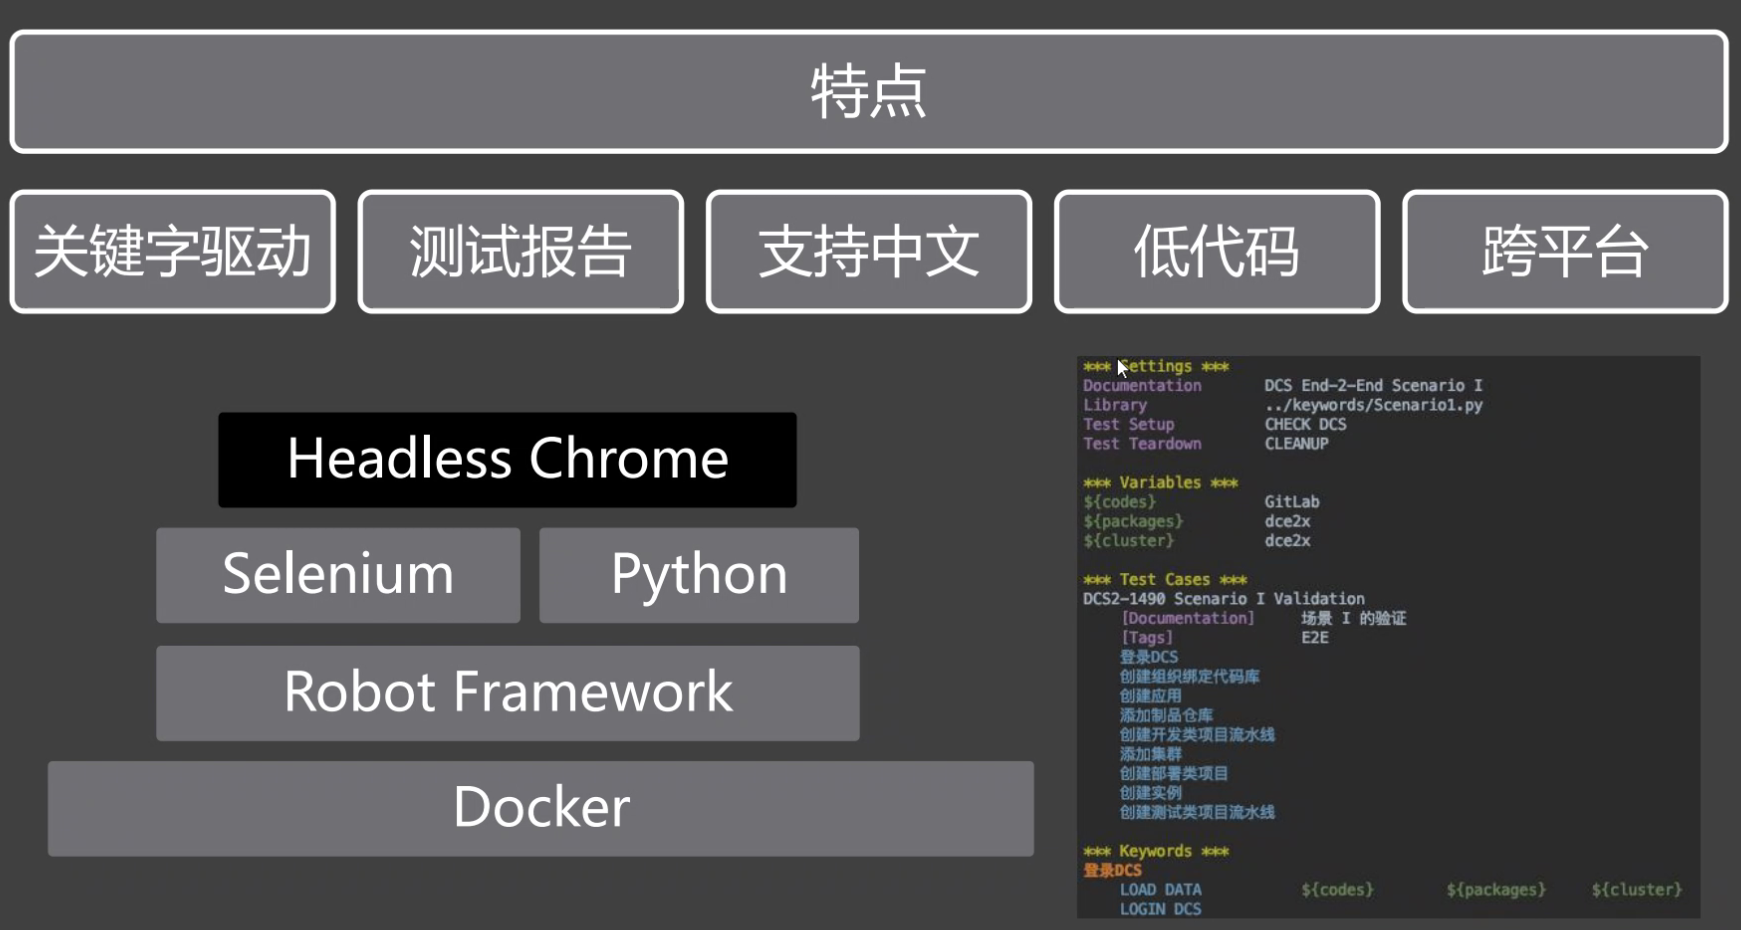 特点
关键字驱动
测试报告
支持中文
低代码
跨平台
Headless Chrome
Selenium
Python
Robot Framework
Docker
*** Settings ***
Documentation DCS End-2-End Scenario I
Library ../keywords/Scenario1.py
Test Setup CHECK DCS
Test Teardown CLEANUP
*** Variables ***
${codes} GitLab
${packages} dce2x
${cluster} dce2x
*** Test Cases ***
DCS2-1490 Scenario I Validation
[Documentation] 场景 I 的验证
[Tags] E2E
登录DCS
创建组织绑定代码库
创建应用
添加制品仓库
创建开发类项目流水线
添加集群
创建部署类项目
创建实例
创建测试类项目流水线
*** Keywords ***
登录DCS
LOAD DATA ${codes} ${packages} ${cluster}
LOGIN DCS